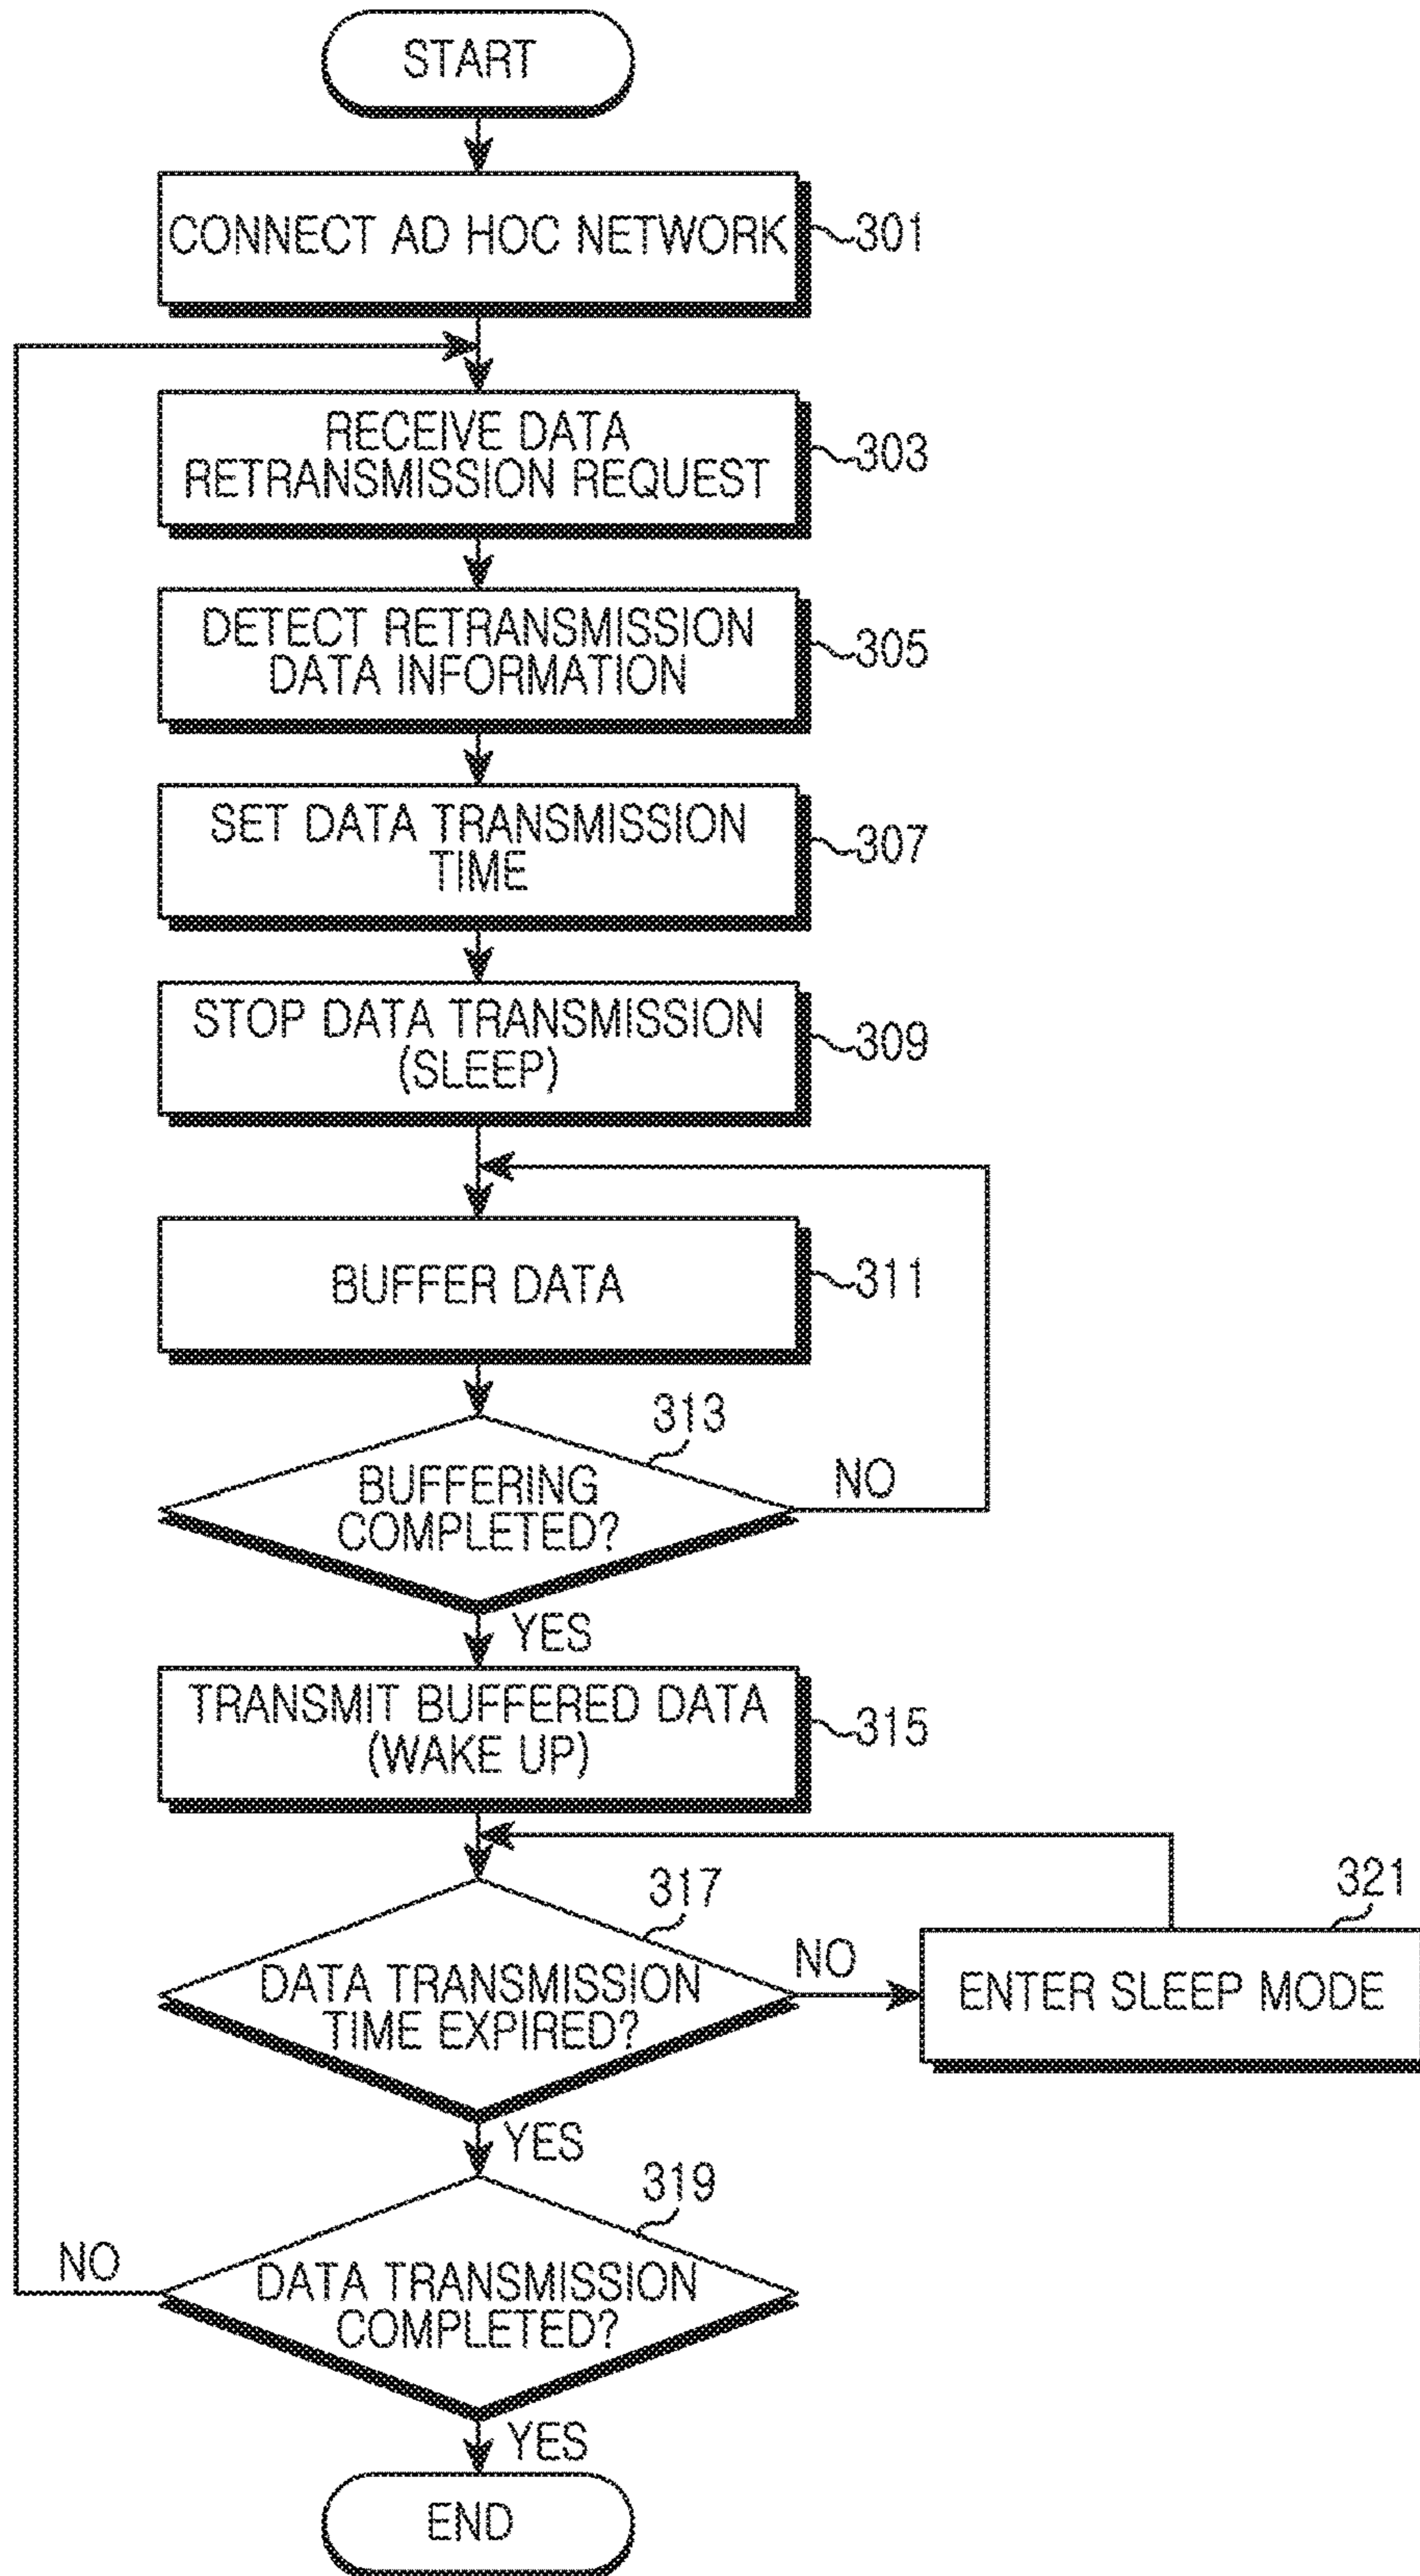 START
CONNECT AD HOC NETWORK
301
RECEIVE DATA
RETRANSMISSION REQUEST
303
DETECT RETRANSMISSION
DATA INFORMATION
305
SET DATA TRANSMISSION
TIME
307
STOP DATA TRANSMISSION
(SLEEP)
309
BUFFER DATA
311
313
BUFFERING
COMPLETED?
NO
YES
TRANSMIT BUFFERED DATA
(WAKE UP)
315
317
DATA TRANSMISSION
TIME EXPIRED?
NO
321
ENTER SLEEP MODE
YES
319
NO
DATA TRANSMISSION
COMPLETED?
YES
END